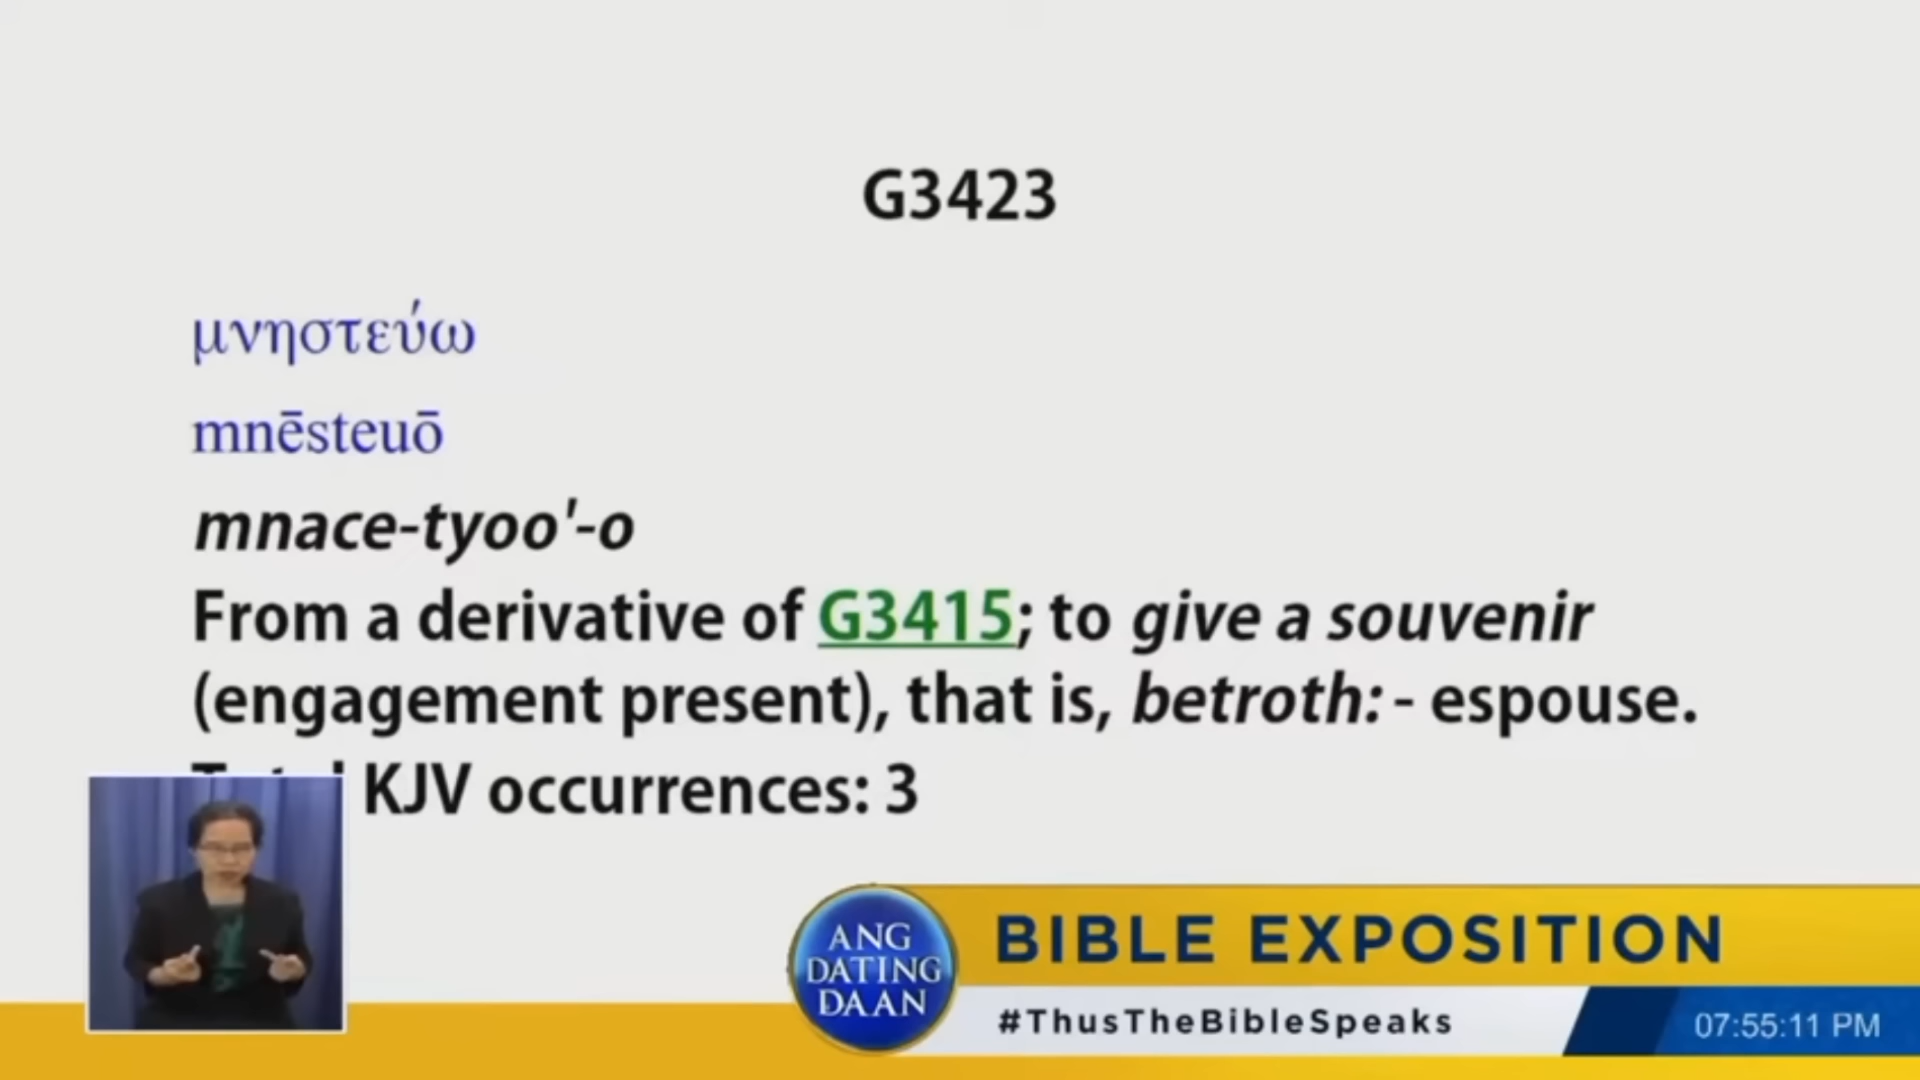 G3423
μνηστεύω
mnēsteuō
mnace-tyoo'-o
From a derivative of G3415; to give a souvenir
(engagement present), that is, betroth: - espouse.
KJV occurrences: 3
ANG
DATING
DAAN
BIBLE EXPOSITION
#ThusTheBibleSpeaks
07:55:11 PM